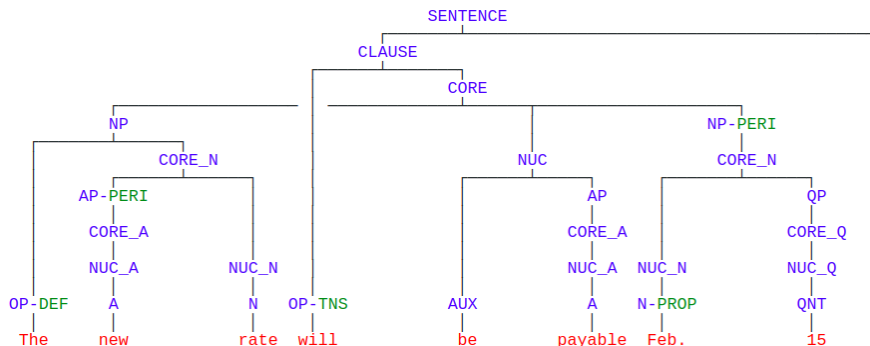 SENTENCE
CLAUSE
CORE
NP NP-PERI
CORE_N NUC CORE_N
AP-PERI AP QP
CORE_A CORE_A CORE_Q
NUC_A NUC_N NUC_A NUC_N NUC_Q
OP-DEF A N OP-TNS AUX A N-PROP QNT
The new rate will be payable Feb. 15